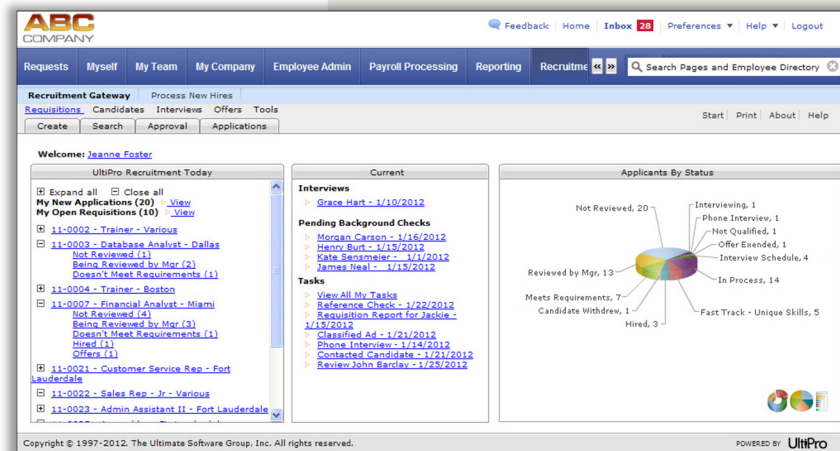 ABC
COMPANY
Feedback Home Inbox 28 Preferences Help Logout
Requests Myself My Team My Company Employee Admin Payroll Processing Reporting Recruitme Search Pages and Employee Directory
Recruitment Gateway Process New Hires
Requisitions Candidates Interviews Offers Tools
Start Print About Help
Create Search Approval Applications
Welcome: Jeanne Foster
UltiPro Recruitment Today
Expand all Close all
My New Applications (20) View
My Open Requisitions (10) View
11-0002 - Trainer - Various
11-0003 - Database Analyst - Dallas
Not Reviewed (1)
Being Reviewed by Mgr (2)
Doesn't Meet Requirements (1)
11-0004 - Trainer - Boston
11-0007 - Financial Analyst - Miami
Not Reviewed (4)
Being Reviewed by Mgr (3)
Doesn't Meet Requirements (1)
Hired (1)
Offers (1)
11-0021 - Customer Service Rep - Fort
Lauderdale
11-0022 - Sales Rep - Jr - Various
11-0023 - Admin Assistant II - Fort Lauderdale
Current
Interviews
Grace Hart - 1/10/2012
Pending Background Checks
Morgan Carson - 1/16/2012
Henry Burt - 1/15/2012
Kate Sensmeier - 1/1/2012
James Neal - 1/15/2012
Tasks
View All My Tasks
Reference Check - 1/22/2012
Requisition Report for Jackie -
1/15/2012
Classified Ad - 1/21/2012
Phone Interview - 1/14/2012
Contacted Candidate - 1/21/2012
Review John Barclay - 1/25/2012
Applicants By Status
Not Reviewed, 20
Interviewing, 1
Phone Interview, 1
Not Qualified, 1
Offer Exended, 1
Interview Schedule, 4
Reviewed by Mgr, 13
In Process, 14
Meets Requirements, 7
Candidate Withdrew, 1
Fast Track - Unique Skills, 5
Hired, 3
Copyright © 1997-2012. The Ultimate Software Group, Inc. All rights reserved.
POWERED BY UltiPro